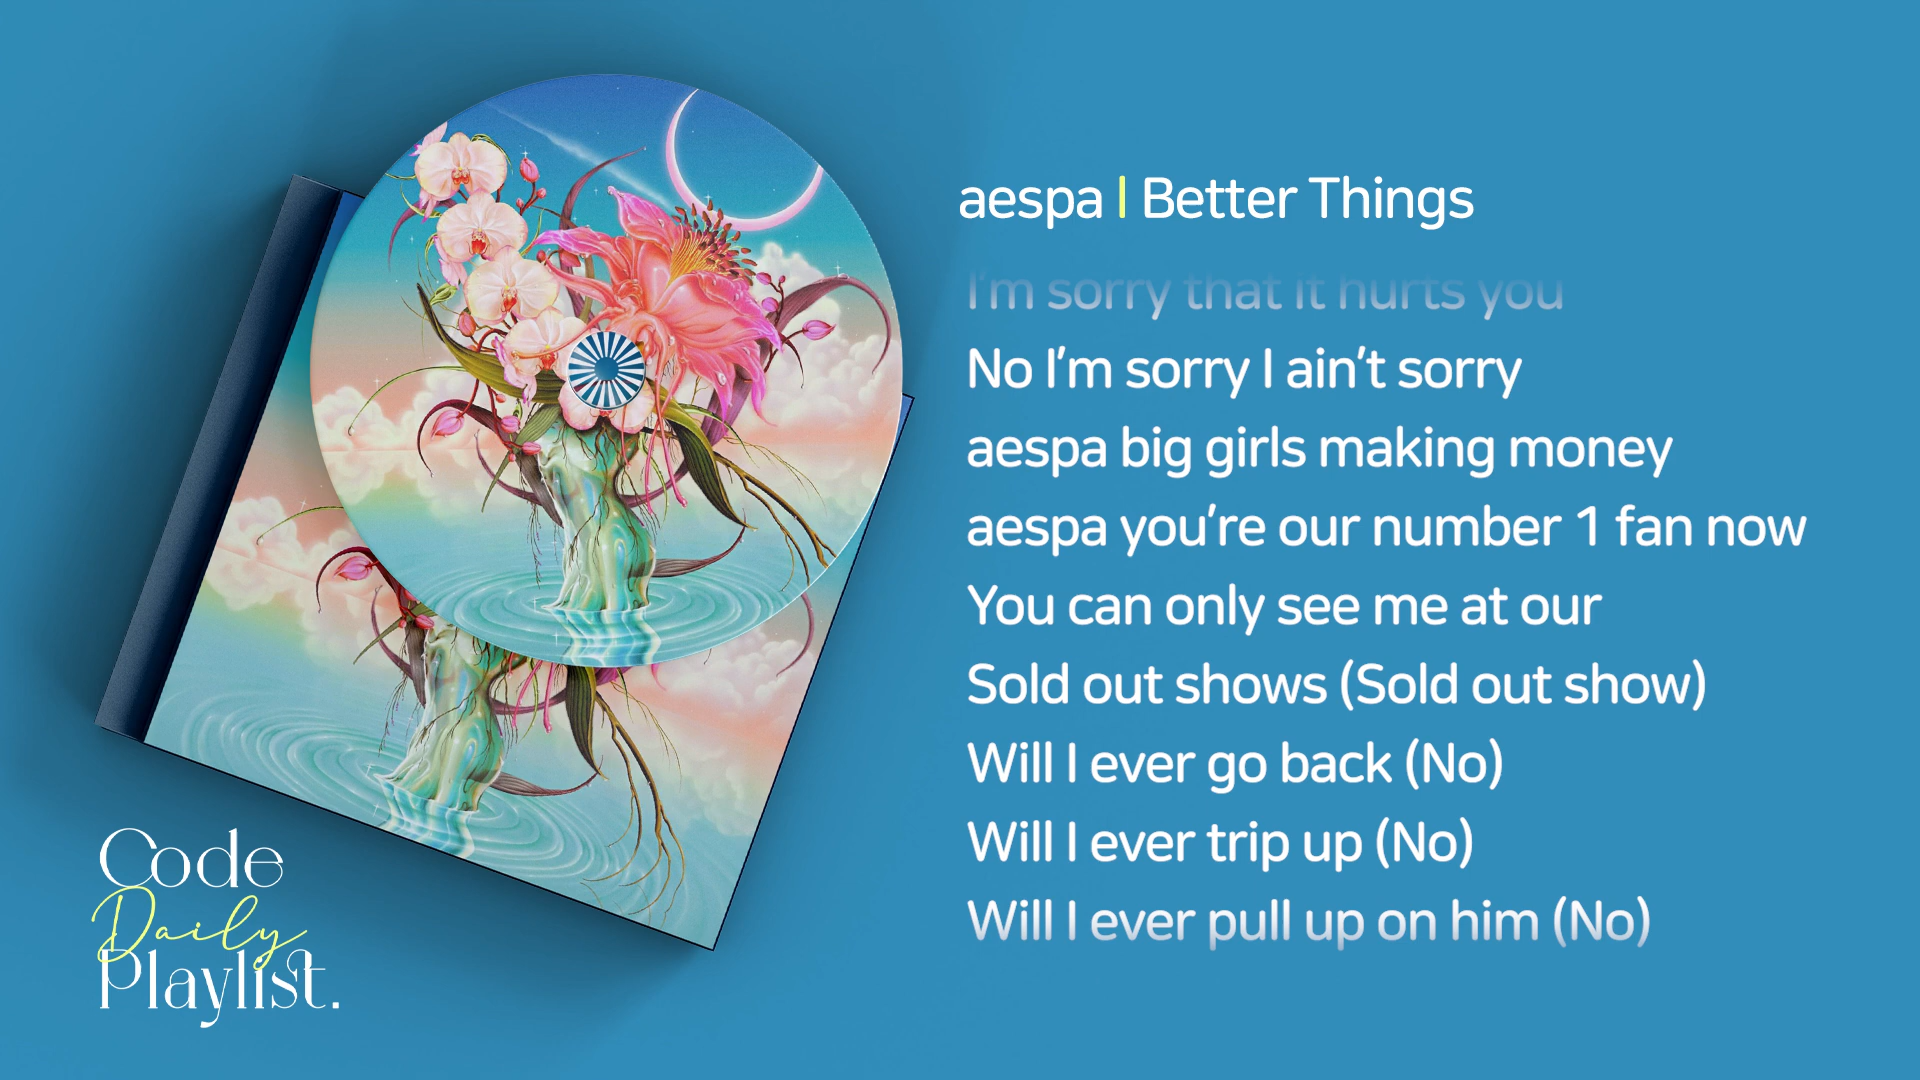 aespa | Better Things
I'm sorry that it hurts you
No I'm sorry I ain't sorry
aespa big girls making money
aespa you're our number 1 fan now
You can only see me at our
Sold out shows (Sold out show)
Will I ever go back (No)
Will I ever trip up (No)
Will I ever pull up on him (No)
Code
Daily
Playlist.